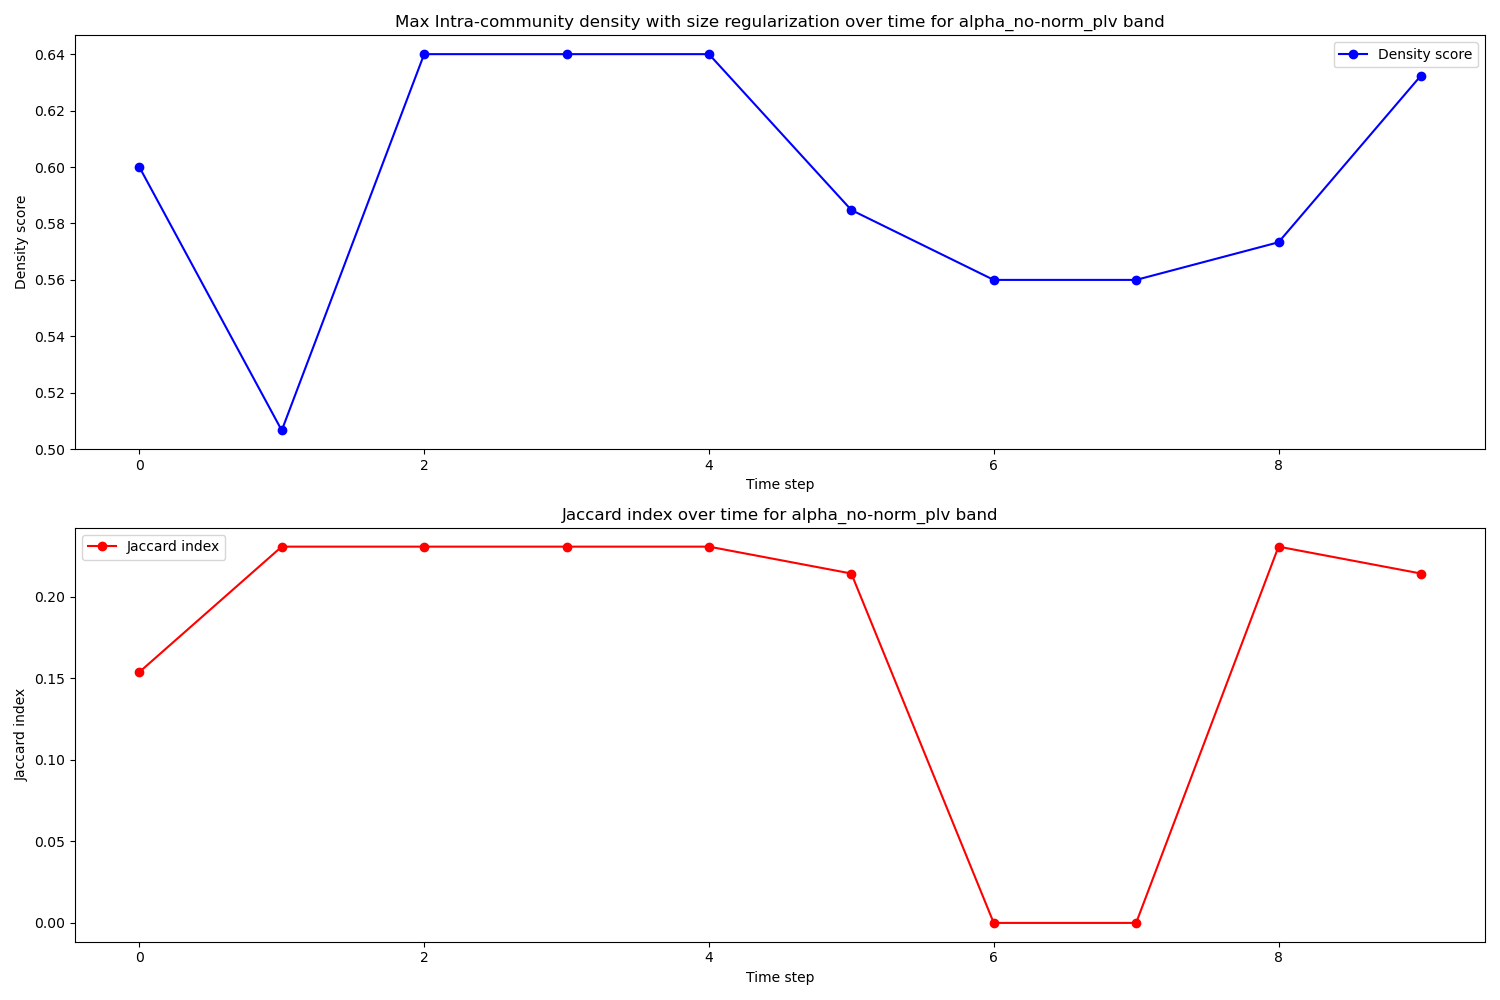 Max Intra-community density with size regularization over time for alpha_no-norm_plv band
Density score
0.64
0.62
0.60
0.58
0.56
0.54
0.52
0.50
Density score
0 2 4 6 8
Time step
Jaccard index over time for alpha_no-norm_plv band
Jaccard index
0.20
0.15
0.10
0.05
0.00
Jaccard index
0 2 4 6 8
Time step